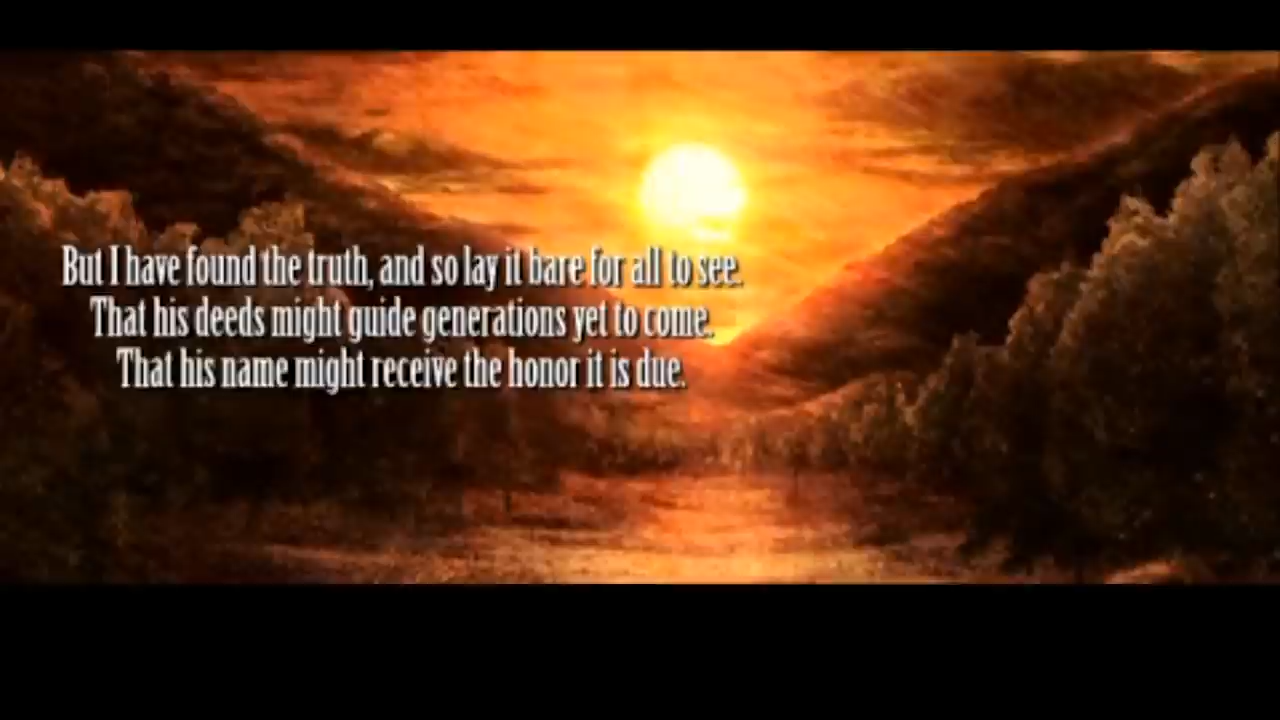 But I have found the truth, and so lay it bare for all to see.
That his deeds might guide generations yet to come.
That his name might receive the honor it is due.